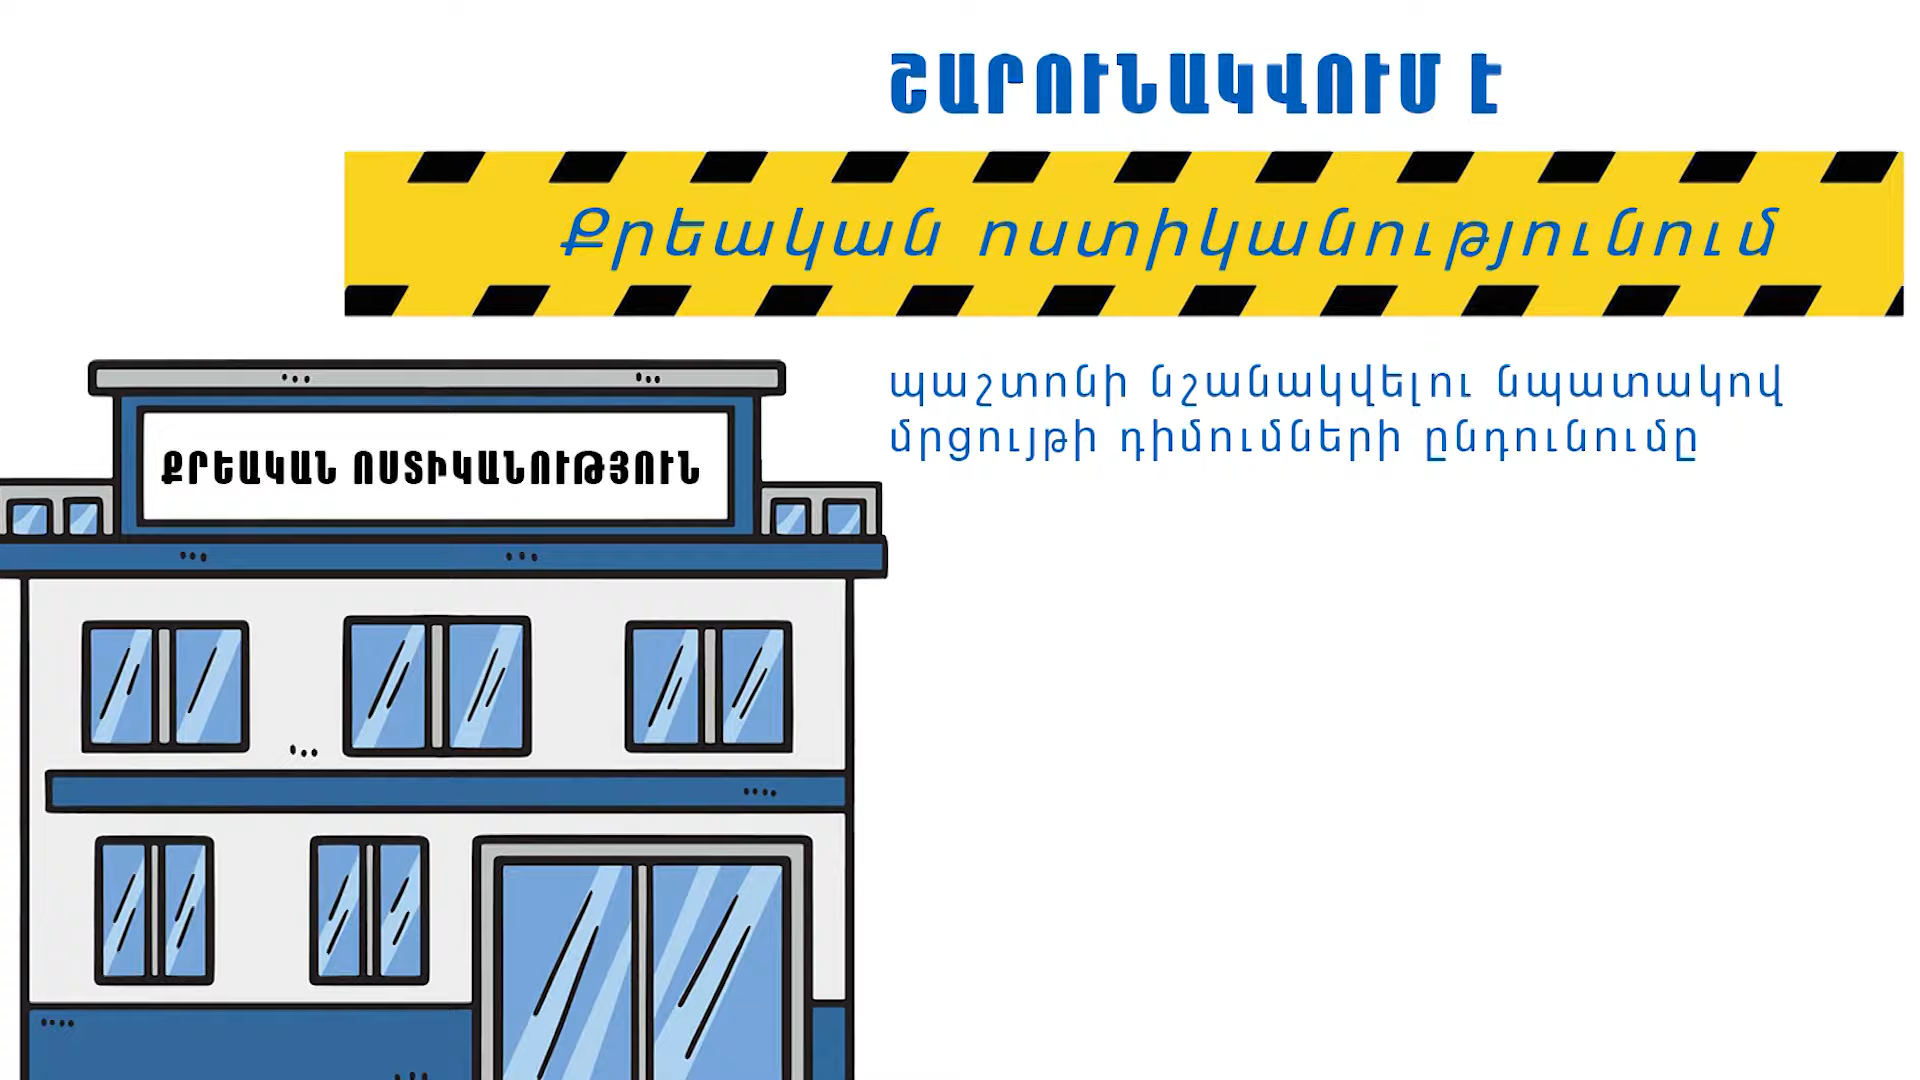 ՇԱՐՈՒՆԱԿՎՈՒՄ Է
Քրեական ոստիկանությունում
պաշտոնի նշանակվելու նպատակով
մրցույթի դիմումների ընդունումը
ՔՐԵԱԿԱՆ ՈՍՏԻԿԱՆՈՒԹՅՈՒՆ